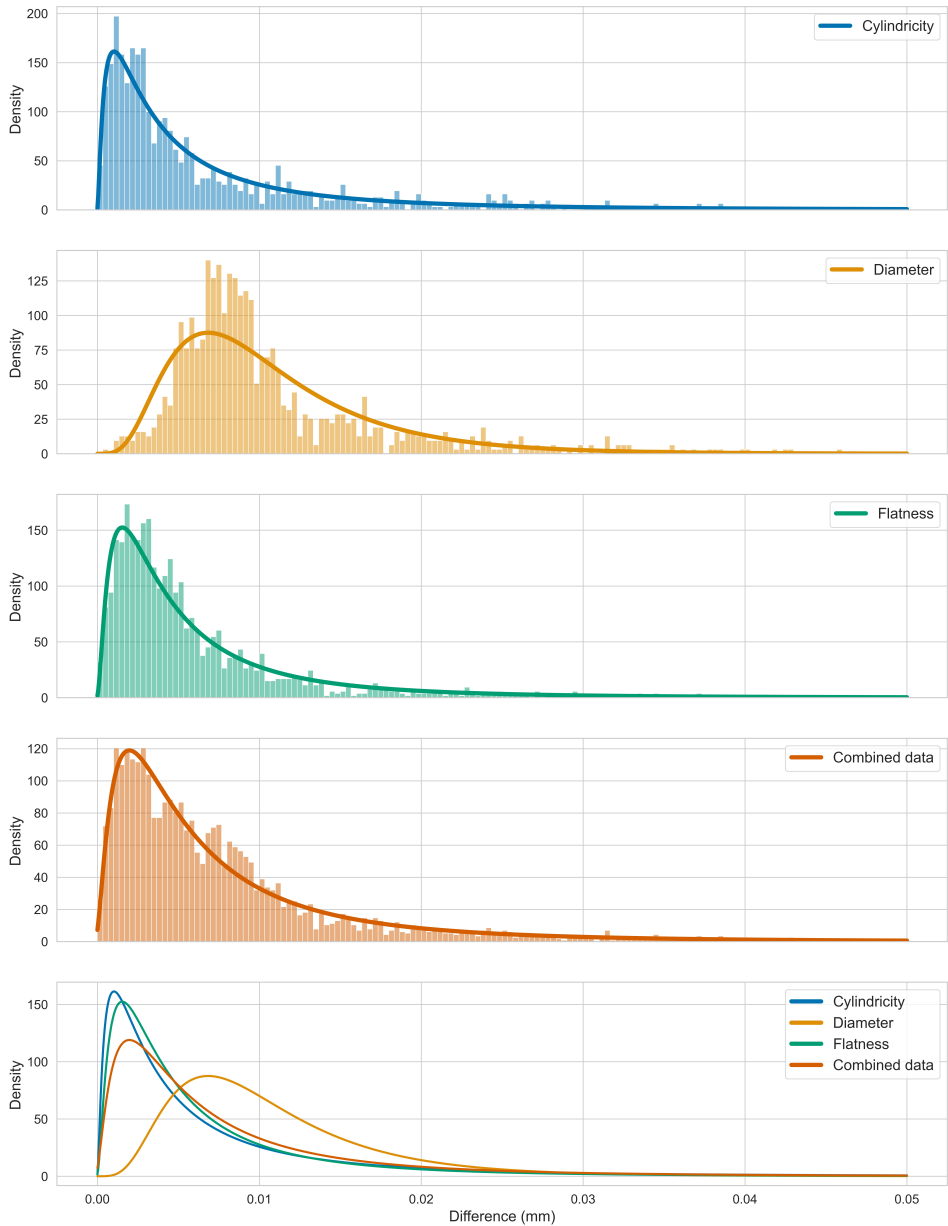 200
Cylindricity
150
100
50
0
Density
Diameter
125
100
75
50
25
0
Density
Flatness
150
100
50
0
Density
120
Combined data
100
80
60
40
20
0
Density
Cylindricity
150
Diameter
Flatness
100
Combined data
50
0
Density
0.00 0.01 0.02 0.03 0.04 0.05
Difference (mm)